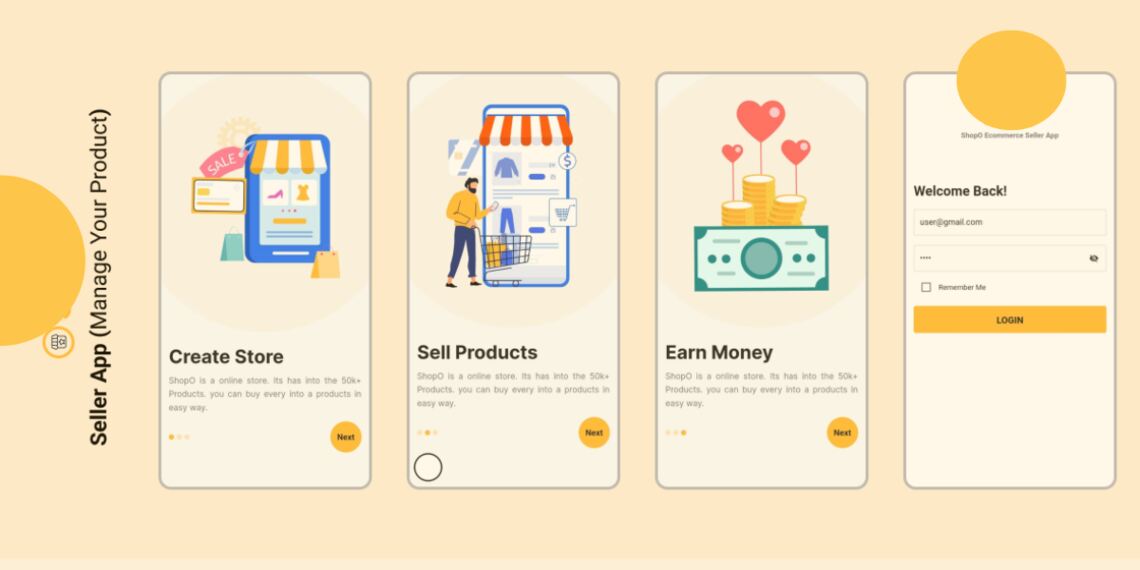 Seller App (Manage Your Product)
SALE
Create Store
ShopO is a online store. Its has into the 50k+
Products. you can buy every into a products in
easy way.
Next
$
Sell Products
ShopO is a online store. Its has into the 50k+
Products. you can buy every into a products in
easy way.
Next
Earn Money
ShopO is a online store. Its has into the 50k+
Products. you can buy every into a products in
easy way.
Next
ShopO Ecommerce Seller App
Welcome Back!
user@gmail.com
Remember Me
LOGIN